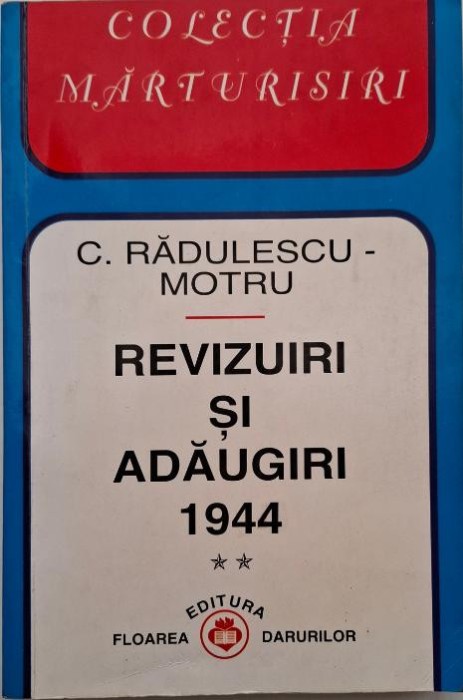 COLECȚIA
MĂRTURISIRI
C. RĂDULESCU -
MOTRU
REVIZUIRI
ȘI
ADĂUGIRI
1944
**
EDITURA
FLOAREA DARURILOR